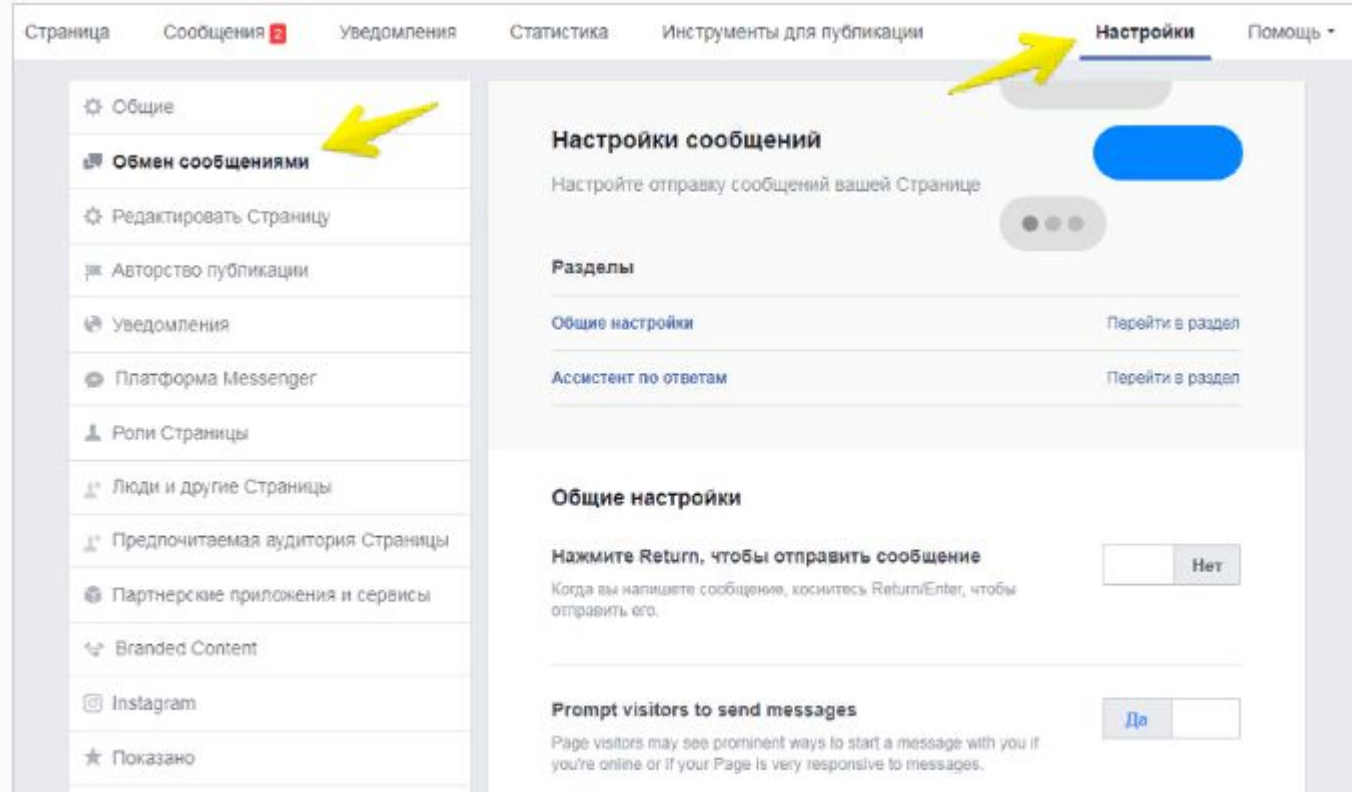 Страница Сообщения 2 Уведомления Статистика Инструменты для публикации Настройки Помощь
Общие
Обмен сообщениями
Редактировать Страницу
Авторство публикации
Уведомления
Платформа Messenger
Роли Страницы
Люди и другие Страницы
Предпочитаемая аудитория Страницы
Партнерские приложения и сервисы
Branded Content
Instagram
Показано
Настройки сообщений
Настройте отправку сообщений вашей Странице
Разделы
Общие настройки Перейти в раздел
Ассистент по ответам Перейти в раздел
Общие настройки
Нажмите Return, чтобы отправить сообщение
Нет
Когда вы напишете сообщение, коснитесь Return/Enter, чтобы
отправить его.
Prompt visitors to send messages
Да
Page visitors may see prominent ways to start a message with you if
you're online or if your Page is very responsive to messages.